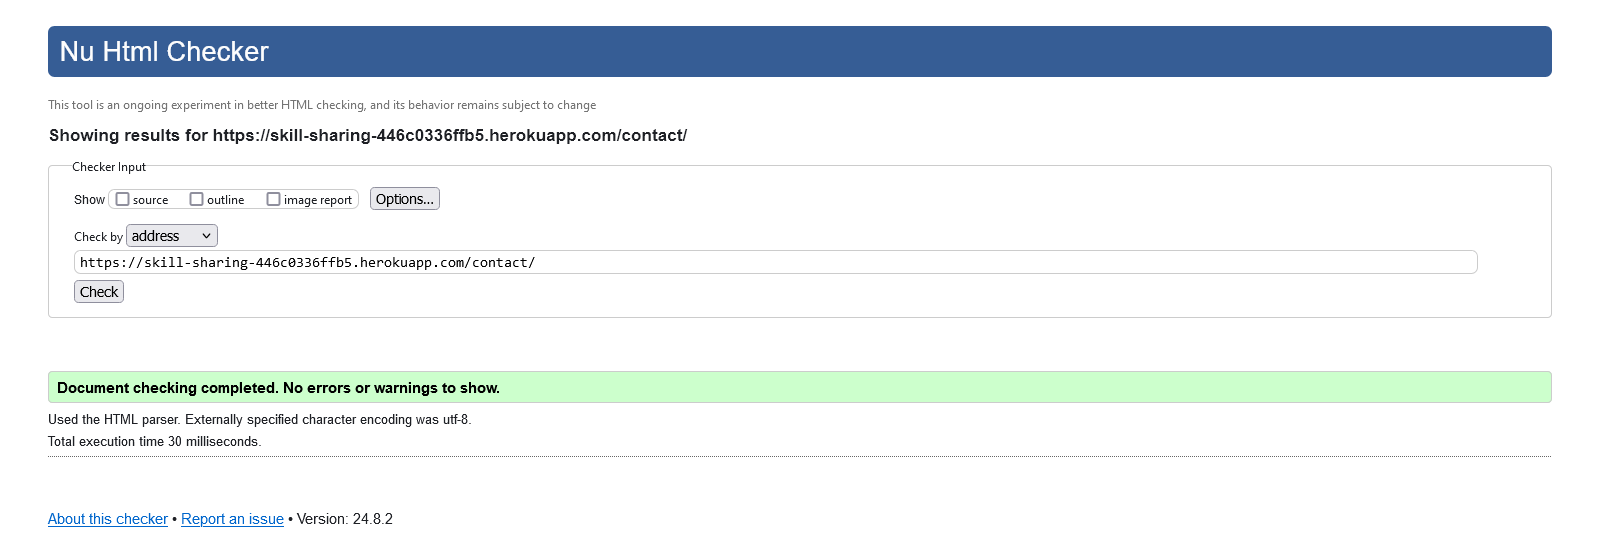 Nu Html Checker
This tool is an ongoing experiment in better HTML checking, and its behavior remains subject to change
Showing results for https://skill-sharing-446c0336ffb5.herokuapp.com/contact/
Checker Input
Show source outline image report Options...
Check by address
https://skill-sharing-446c0336ffb5.herokuapp.com/contact/
Check
Document checking completed. No errors or warnings to show.
Used the HTML parser. Externally specified character encoding was utf-8.
Total execution time 30 milliseconds.
About this checker • Report an issue • Version: 24.8.2